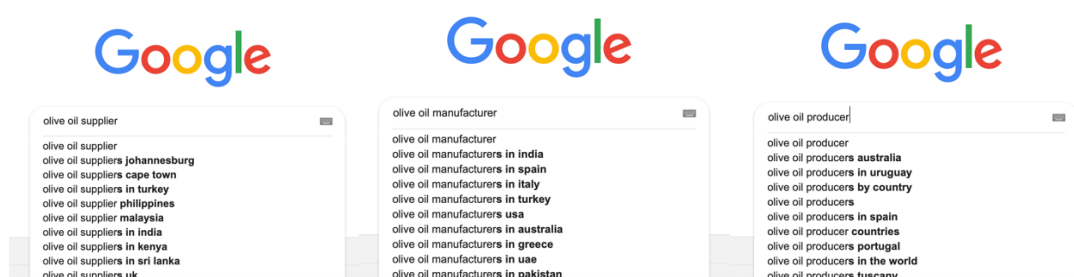 Google
olive oil supplier
olive oil supplier
olive oil suppliers johannesburg
olive oil suppliers cape town
olive oil suppliers in turkey
olive oil supplier philippines
olive oil supplier malaysia
olive oil suppliers in india
olive oil suppliers in kenya
olive oil suppliers in sri lanka
olive oil suppliers uk
Google
olive oil manufacturer
olive oil manufacturer
olive oil manufacturers in india
olive oil manufacturers in spain
olive oil manufacturers in italy
olive oil manufacturers in turkey
olive oil manufacturers usa
olive oil manufacturers in australia
olive oil manufacturers in greece
olive oil manufacturers in uae
olive oil manufacturers in pakistan
Google
olive oil producer
olive oil producer
olive oil producers australia
olive oil producers in uruguay
olive oil producers by country
olive oil producers
olive oil producers in spain
olive oil producer countries
olive oil producers portugal
olive oil producers in the world
olive oil producers tuscany